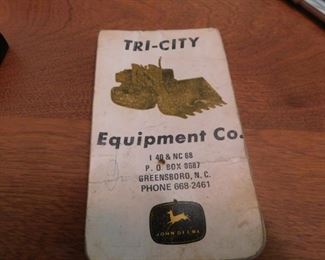 TRI-CITY
Equipment Co.
I 40 & NC 68
P. O. BOX 8687
GREENSBORO, N. C.
PHONE 668-2461
JOHN DEERE